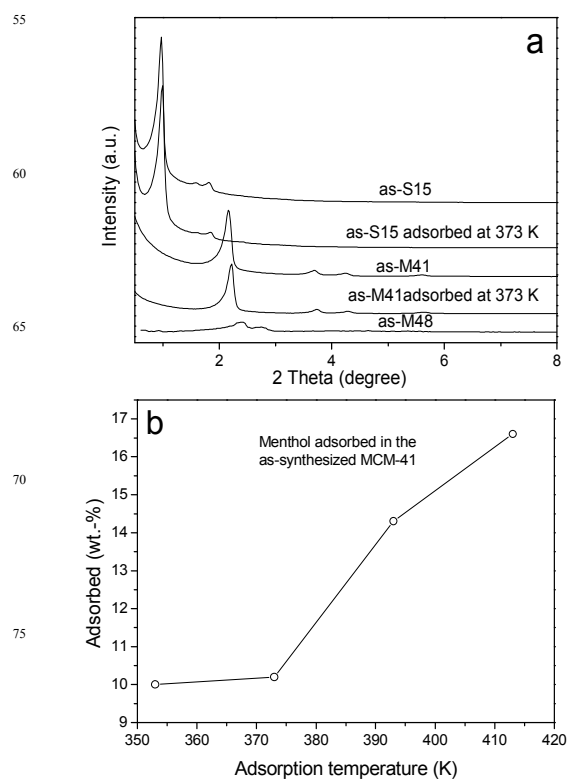 55
60
65
70
75
a
Intensity (a.u.)
as-S15
as-S15 adsorbed at 373 K
as-M41
as-M41adsorbed at 373 K
as-M48
2 4 6 8
2 Theta (degree)
b
Menthol adsorbed in the
as-synthesized MCM-41
Adsorbed (wt.-%)
17
16
15
14
13
12
11
10
9
350 360 370 380 390 400 410 420
Adsorption temperature (K)